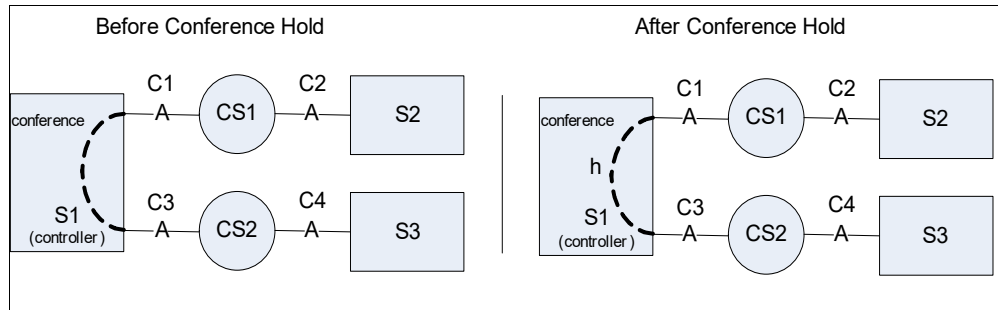 Before Conference Hold
After Conference Hold
C1
C2
A
CS1
A
S2
conference
S1
(controller)
C3
C4
A
CS2
A
S3
C1
C2
A
CS1
A
S2
conference
h
S1
(controller)
C3
C4
A
CS2
A
S3